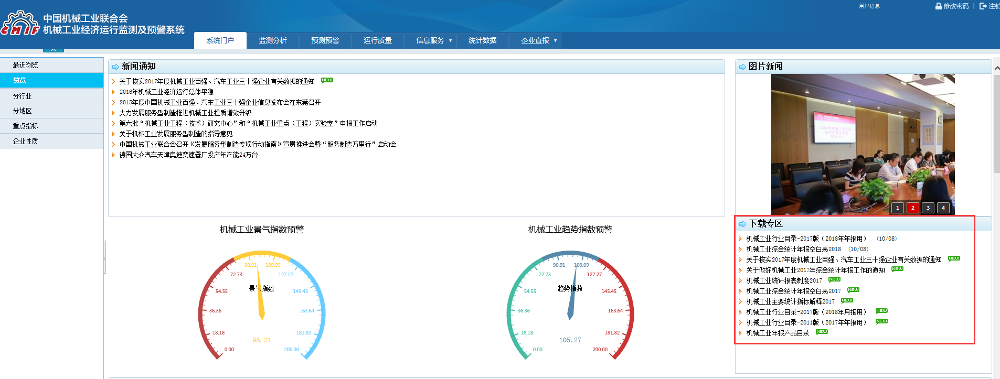 用户信息
修改密码
注销
CMIF
中国机械工业联合会
机械工业经济运行监测及预警系统
系统门户
监测分析
预测预警
运行质量
信息服务
统计数据
企业直报
最近浏览
总览
分行业
分地区
重点指标
企业性质
新闻通知
关于核实2017年度机械工业百强、汽车工业三十强企业有关数据的通知 NEW
2016年机械工业经济运行总体平稳
2015年度中国机械工业百强、汽车工业三十强企业信息发布会在东莞召开
大力发展服务型制造推进机械工业提质增效升级
第六批“机械工业工程（技术）研究中心”和“机械工业重点（工程）实验室”申报工作启动
关于机械工业发展服务型制造的指导意见
中国机械工业联合会召开《发展服务型制造专项行动指南》宣贯推进会暨“服务制造万里行”启动会
德国大众汽车天津奥迪变速器厂投产年产能24万台
图片新闻
1 2 3 4
下载专区
机械工业行业目录-2017版（2018年年报用） (10/08)
机械工业综合统计年报空白表2018 (10/08)
关于核实2017年度机械工业百强、汽车工业三十强企业有关数据的通知 NEW
关于做好机械工业2017年综合统计年报工作的通知 NEW
机械工业统计报表制度2017 NEW
机械工业综合统计年报空白表2017 NEW
机械工业主要统计指标解释2017 NEW
机械工业行业目录-2017版（2018年月报用） NEW
机械工业行业目录-2011版（2017年年报用） NEW
机械工业年报产品目录 NEW
机械工业景气指数预警
90.91 109.09
72.73 127.27
景气指数
54.55 145.45
36.36 163.64
18.18 181.82
96.21
0.00 200.00
机械工业趋势指数预警
90.91 109.09
72.73 127.27
趋势指数
54.55 145.45
36.36 163.64
18.18 181.82
105.27
0.00 200.00